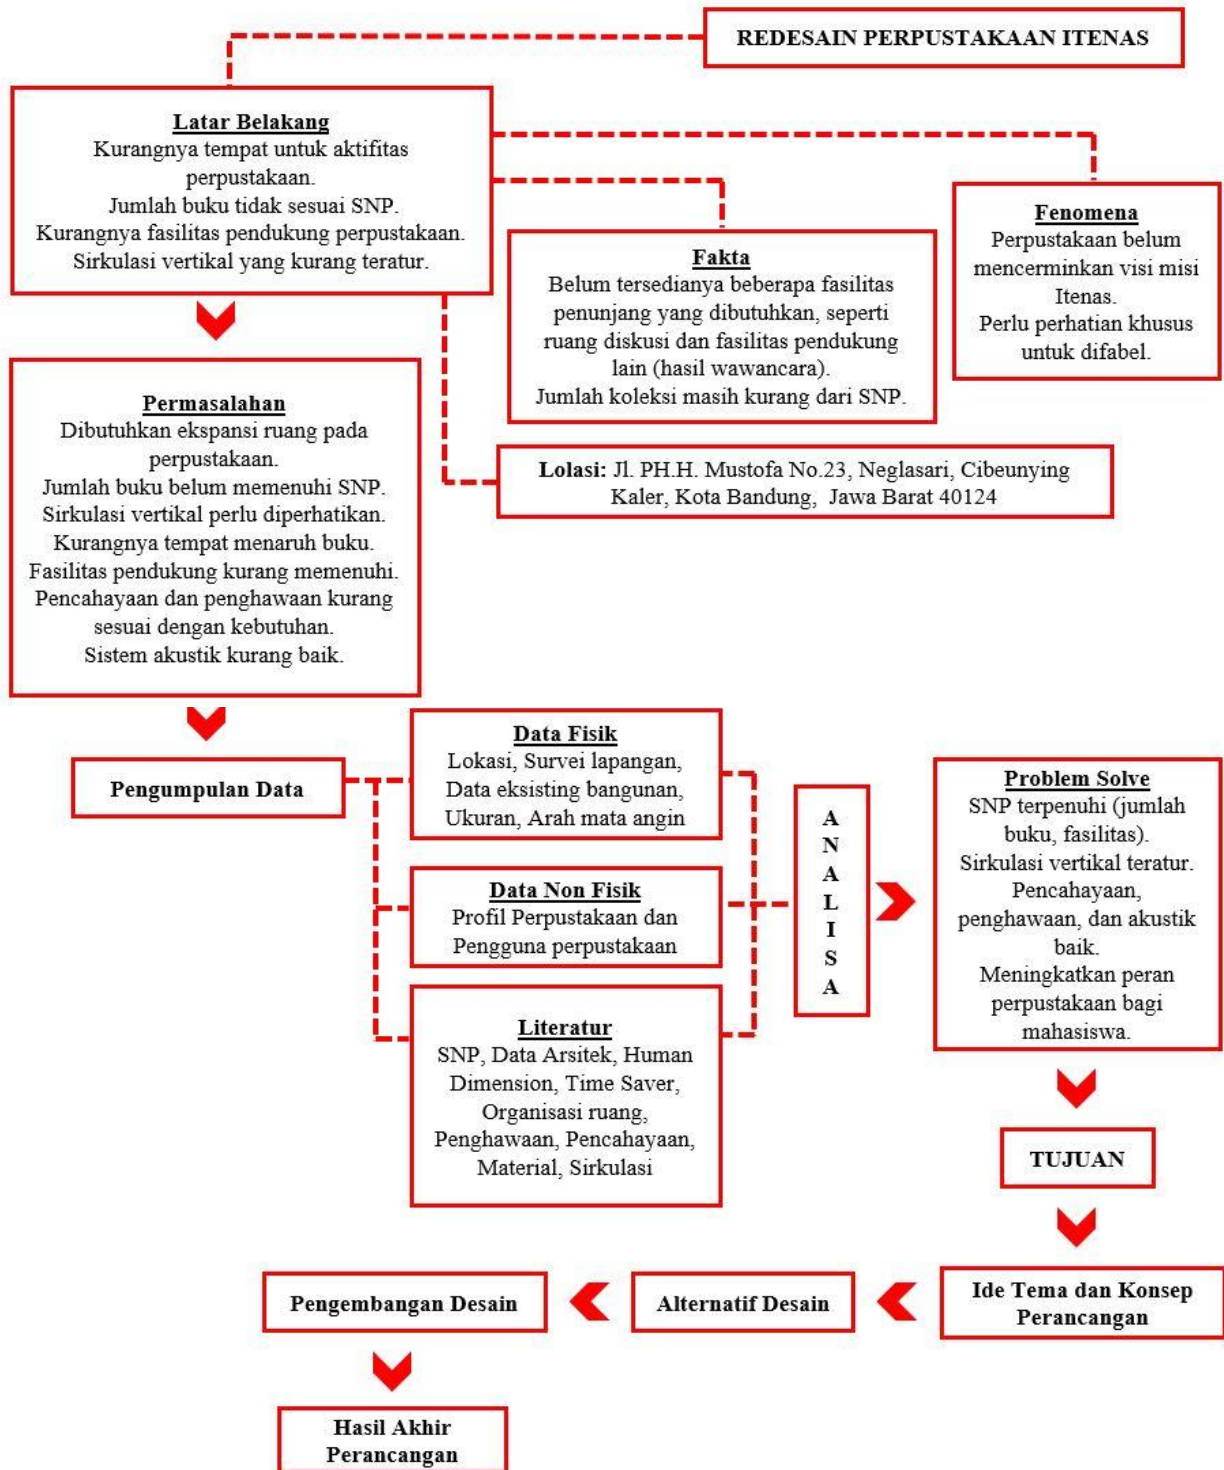 REDESAIN PERPUSTAKAAN ITENAS
Latar Belakang
Kurangnya tempat untuk aktifitas
perpustakaan.
Jumlah buku tidak sesuai SNP.
Kurangnya fasilitas pendukung perpustakaan.
Sirkulasi vertikal yang kurang teratur.
Fenomena
Perpustakaan belum
mencerminkan visi misi
Itenas.
Perlu perhatian khusus
untuk difabel.
Fakta
Belum tersedianya beberapa fasilitas
penunjang yang dibutuhkan, seperti
ruang diskusi dan fasilitas pendukung
lain (hasil wawancara).
Jumlah koleksi masih kurang dari SNP.
Lolasi: Jl. PH.H. Mustofa No.23, Neglasari, Cibeunying
Kaler, Kota Bandung, Jawa Barat 40124
Permasalahan
Dibutuhkan ekspansi ruang pada
perpustakaan.
Jumlah buku belum memenuhi SNP.
Sirkulasi vertikal perlu diperhatikan.
Kurangnya tempat menaruh buku.
Fasilitas pendukung kurang memenuhi.
Pencahayaan dan penghawaan kurang
sesuai dengan kebutuhan.
Sistem akustik kurang baik.
Pengumpulan Data
Data Fisik
Lokasi, Survei lapangan,
Data eksisting bangunan,
Ukuran, Arah mata angin
Data Non Fisik
Profil Perpustakaan dan
Pengguna perpustakaan
Literatur
SNP, Data Arsitek, Human
Dimension, Time Saver,
Organisasi ruang,
Penghawaan, Pencahayaan,
Material, Sirkulasi
A
N
A
L
I
S
A
Problem Solve
SNP terpenuhi (jumlah
buku, fasilitas).
Sirkulasi vertikal teratur.
Pencahayaan,
penghawaan, dan akustik
baik.
Meningkatkan peran
perpustakaan bagi
mahasiswa.
TUJUAN
Ide Tema dan Konsep
Perancangan
Alternatif Desain
Pengembangan Desain
Hasil Akhir
Perancangan